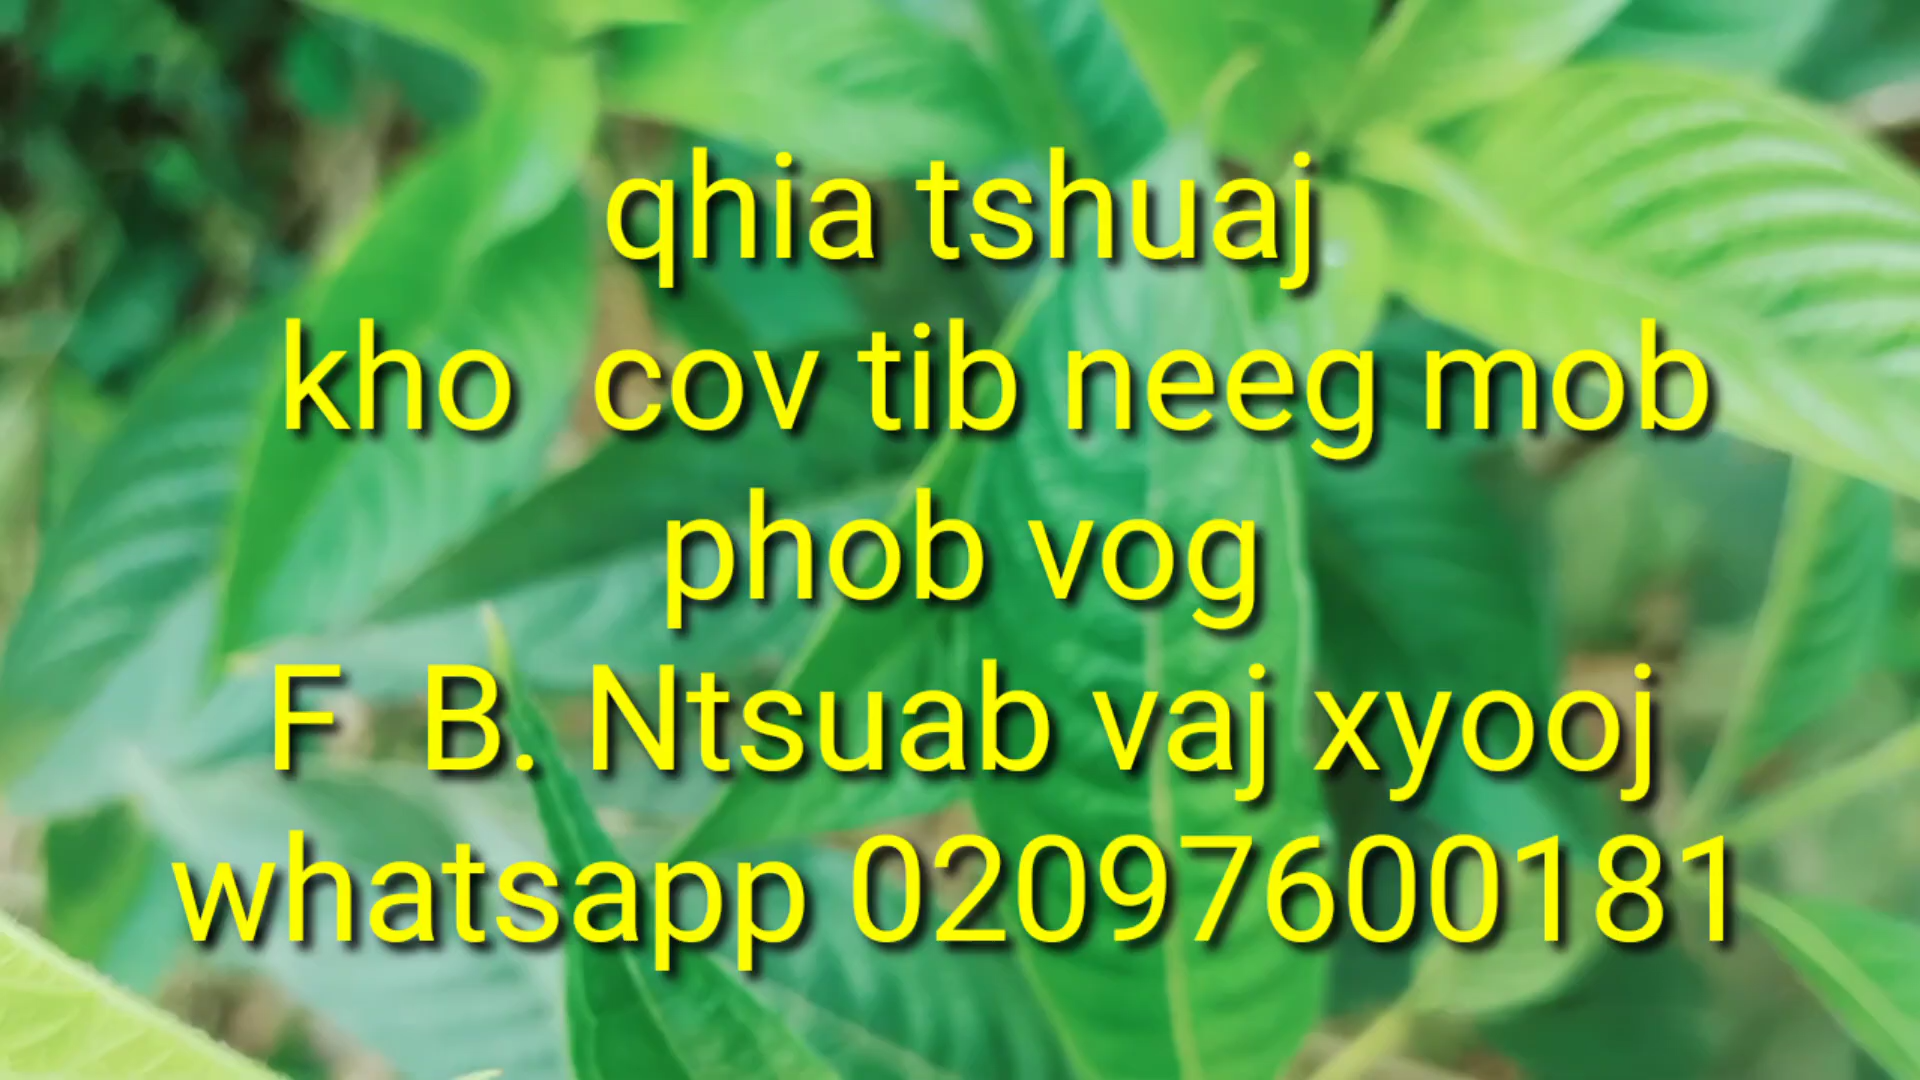 qhia tshuaj
kho cov tib neeg mob
phob vog
F B. Ntsuab vaj xyooj
whatsapp 02097600181